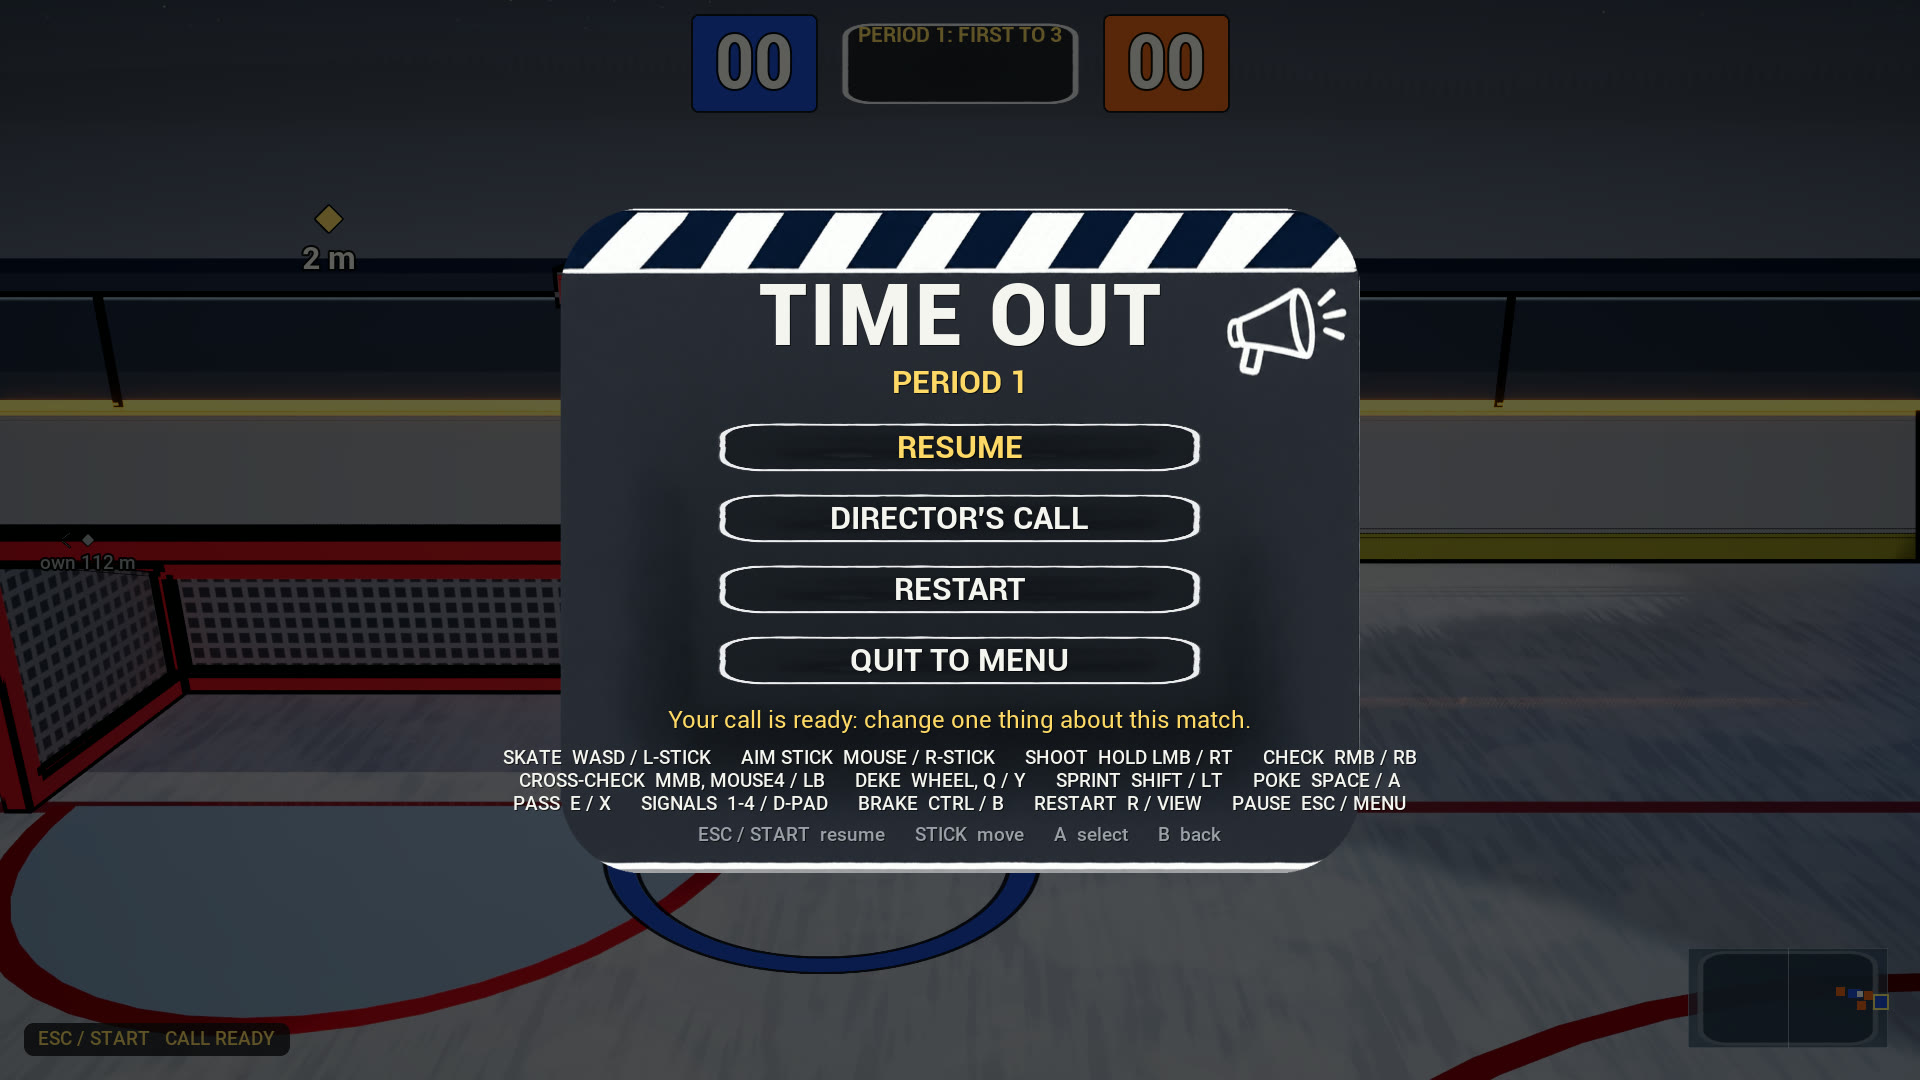 00
PERIOD 1: FIRST TO 3
00
2 m
TIME OUT
PERIOD 1
RESUME
DIRECTOR'S CALL
own 112 m
RESTART
QUIT TO MENU
Your call is ready: change one thing about this match.
SKATE WASD / L-STICK AIM STICK MOUSE / R-STICK SHOOT HOLD LMB / RT CHECK RMB / RB
CROSS-CHECK MMB, MOUSE4 / LB DEKE WHEEL, Q / Y SPRINT SHIFT / LT POKE SPACE / A
PASS E / X SIGNALS 1-4 / D-PAD BRAKE CTRL / B RESTART R / VIEW PAUSE ESC / MENU
ESC / START resume STICK move A select B back
ESC / START CALL READY